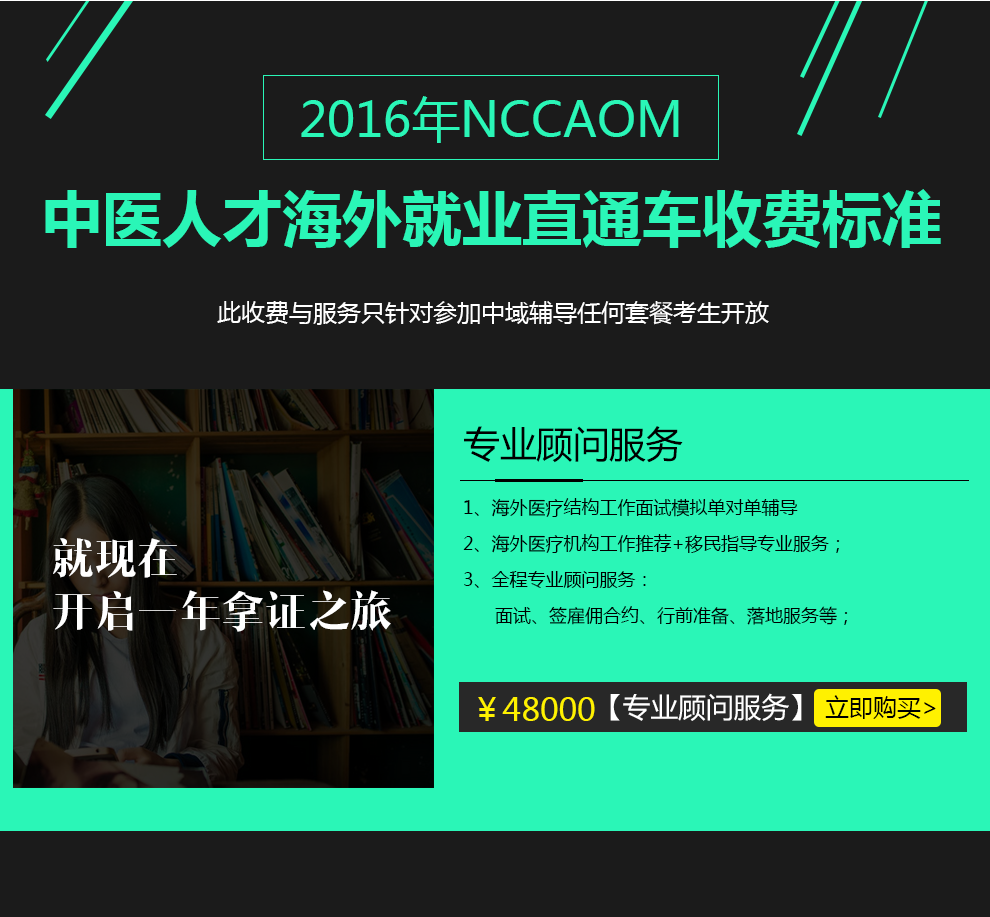 2016年NCCAOM
中医人才海外就业直通车收费标准
此收费与服务只针对参加中域辅导任何套餐考生开放
就现在
开启一年拿证之旅
专业顾问服务
1、海外医疗结构工作面试模拟单对单辅导
2、海外医疗机构工作推荐+移民指导专业服务；
3、全程专业顾问服务：
面试、签雇佣合约、行前准备、落地服务等；
￥48000【专业顾问服务】立即购买>